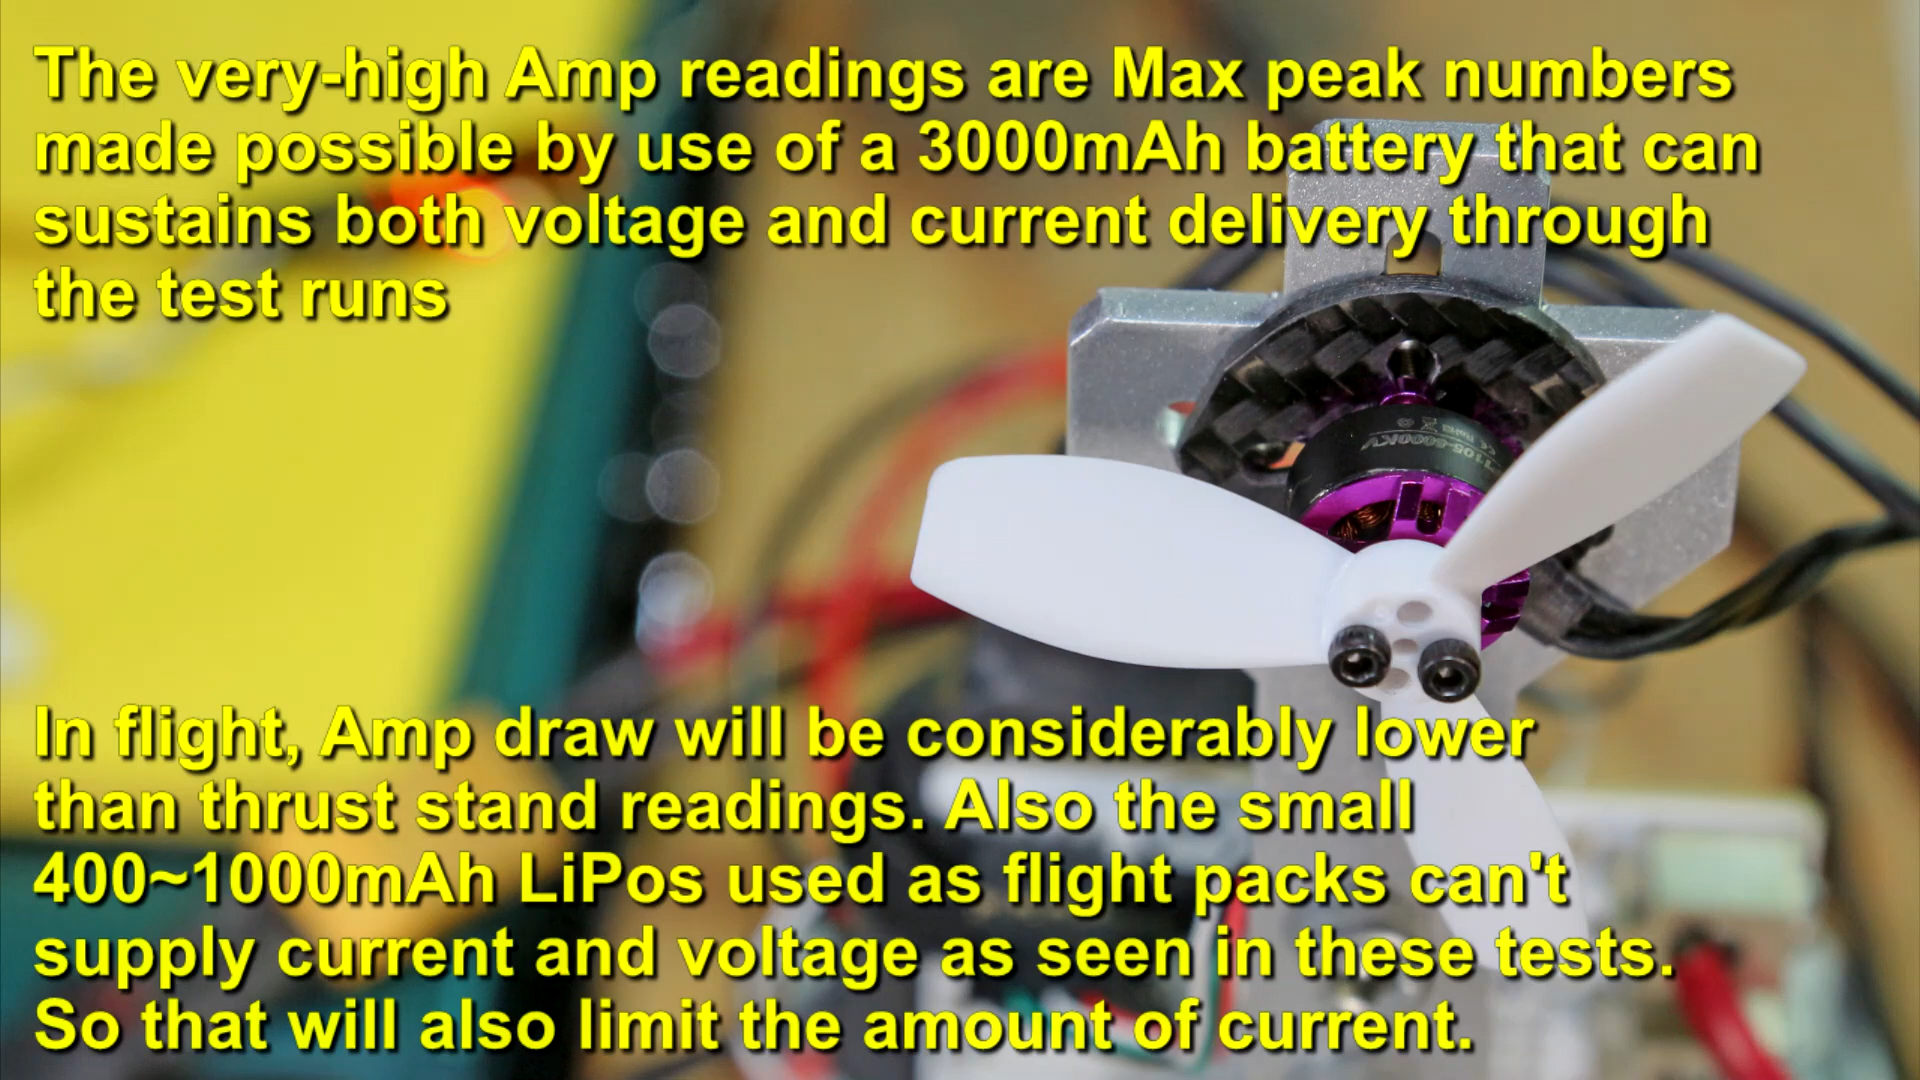 The very-high Amp readings are Max peak numbers
made possible by use of a 3000mAh battery that can
sustains both voltage and current delivery through
the test runs
1105-6000KV
In flight, Amp draw will be considerably lower
than thrust stand readings. Also the small
400~1000mAh LiPos used as flight packs can't
supply current and voltage as seen in these tests.
So that will also limit the amount of current.